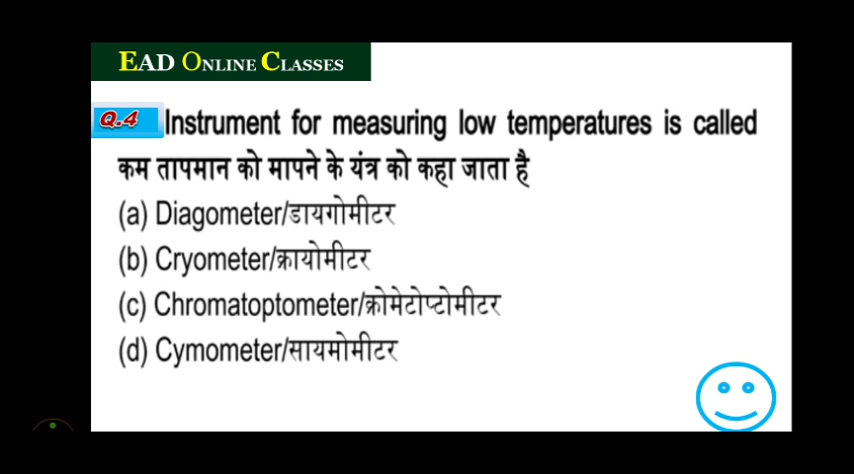 EAD ONLINE CLASSES
Q.4 Instrument for measuring low temperatures is called
कम तापमान को मापने के यंत्र को कहा जाता है
(a) Diagometer/डायगोमीटर
(b) Cryometer/क्रायोमीटर
(c) Chromatoptometer/क्रोमेटोप्टोमीटर
(d) Cymometer/सायमोमीटर